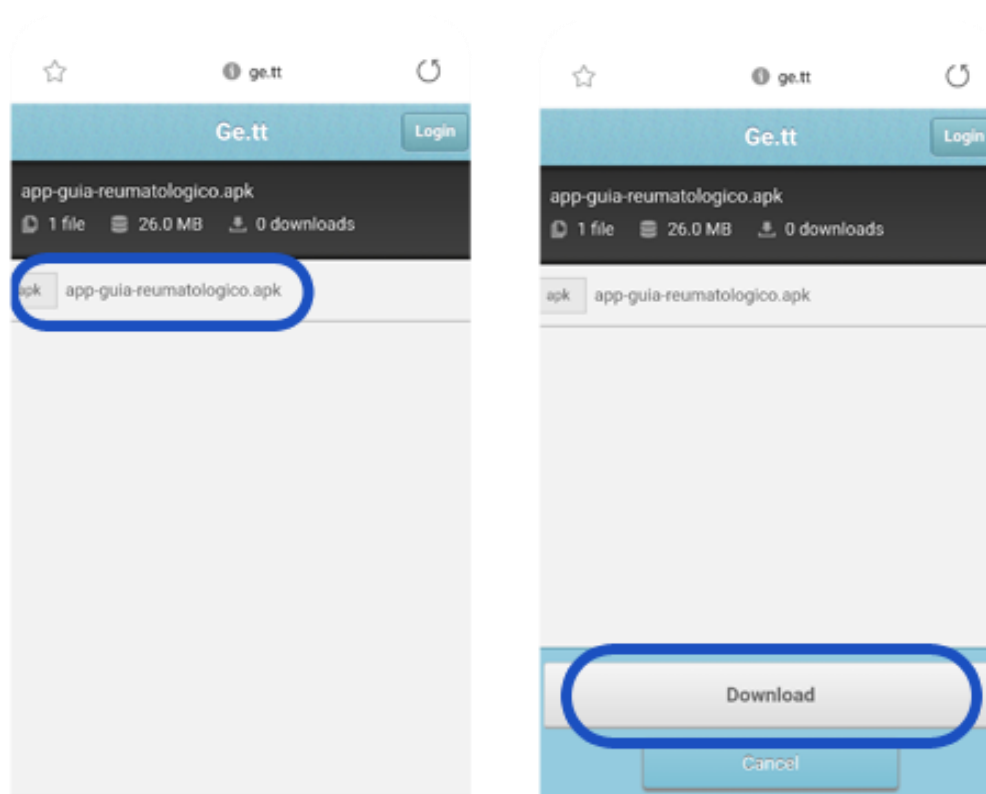 ge.tt
Ge.tt
Login
app-guia-reumatologico.apk
1 file 26.0 MB 0 downloads
apk app-guia-reumatologico.apk
ge.tt
Ge.tt
Login
app-guia-reumatologico.apk
1 file 26.0 MB 0 downloads
apk app-guia-reumatologico.apk
Download
Cancel